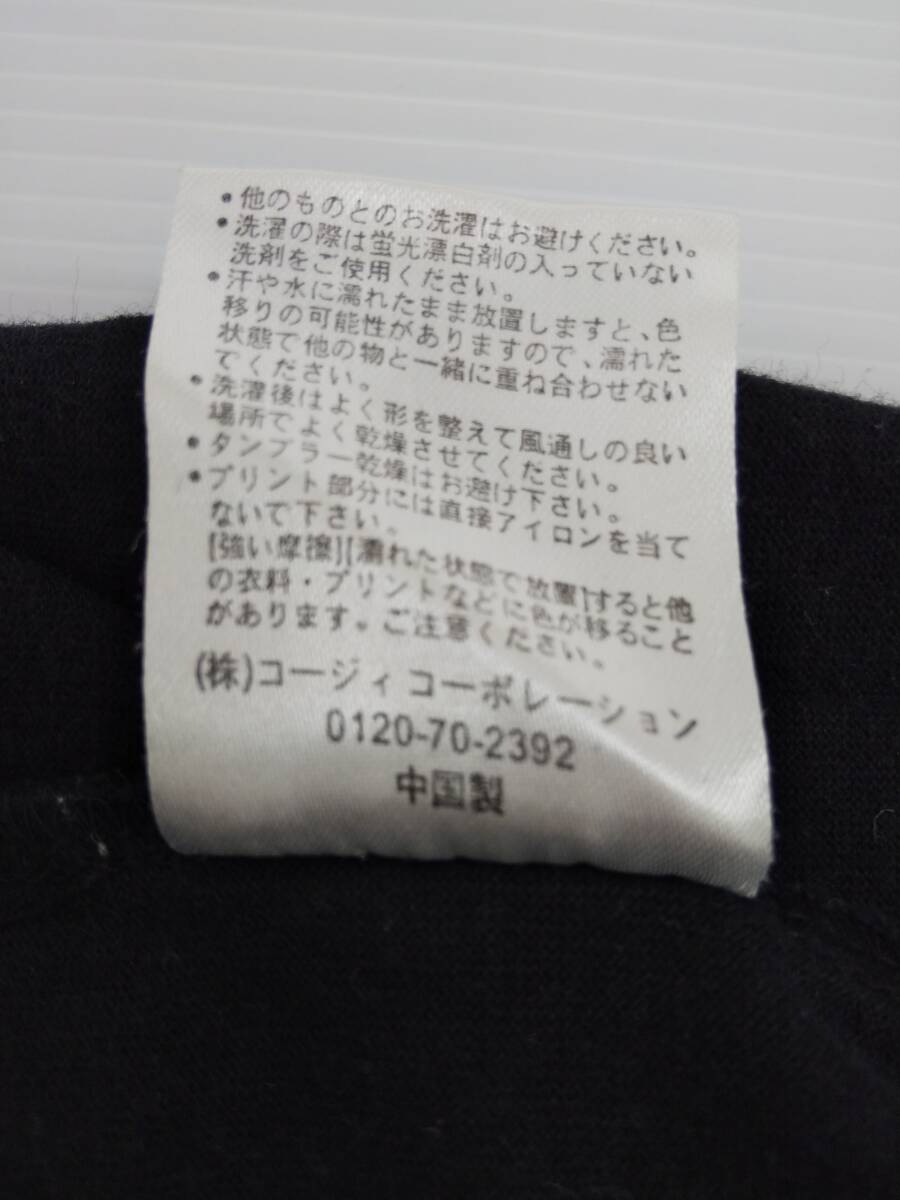 ・他のものとのお洗濯はお避けください。
・洗濯の際は蛍光漂白剤の入っていない
洗剤をご使用ください。
・汗や水に濡れたまま放置しますと、色
移りの可能性がありますので、濡れた
状態で他の物と一緒に重ね合わせない
でください。
・洗濯後はよく形を整えて風通しの良い
場所でよく乾燥させてください。
・タンブラー乾燥はお避け下さい。
・プリント部分には直接アイロンを当て
ないで下さい。
[強い摩擦][濡れた状態で放置]すると他
の衣料・プリントなどに色が移ること
があります。ご注意ください。
(株)コージィコーポレーション
0120-70-2392
中国製